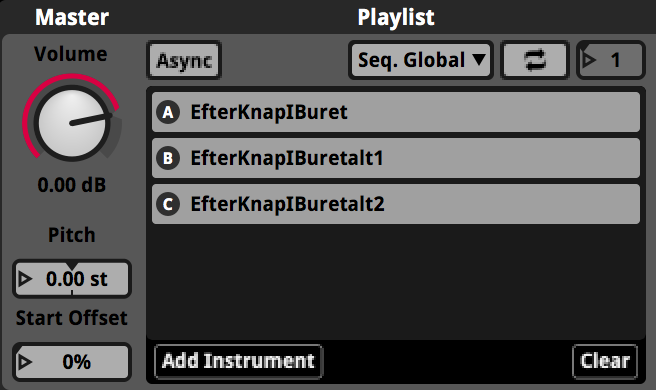 Master
Playlist
Volume
Async
Seq. Global
1
A EfterKnapIBuret
B EfterKnapIBuretalt1
C EfterKnapIBuretalt2
0.00 dB
Pitch
0.00 st
Start Offset
0%
Add Instrument
Clear